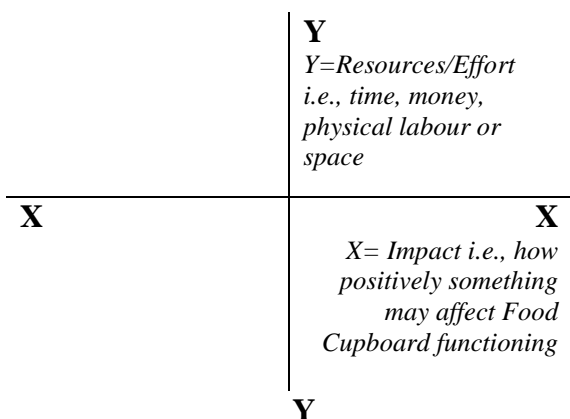 Y
Y=Resources/Effort
i.e., time, money,
physical labour or
space
X
X
X= Impact i.e., how
positively something
may affect Food
Cupboard functioning
Y